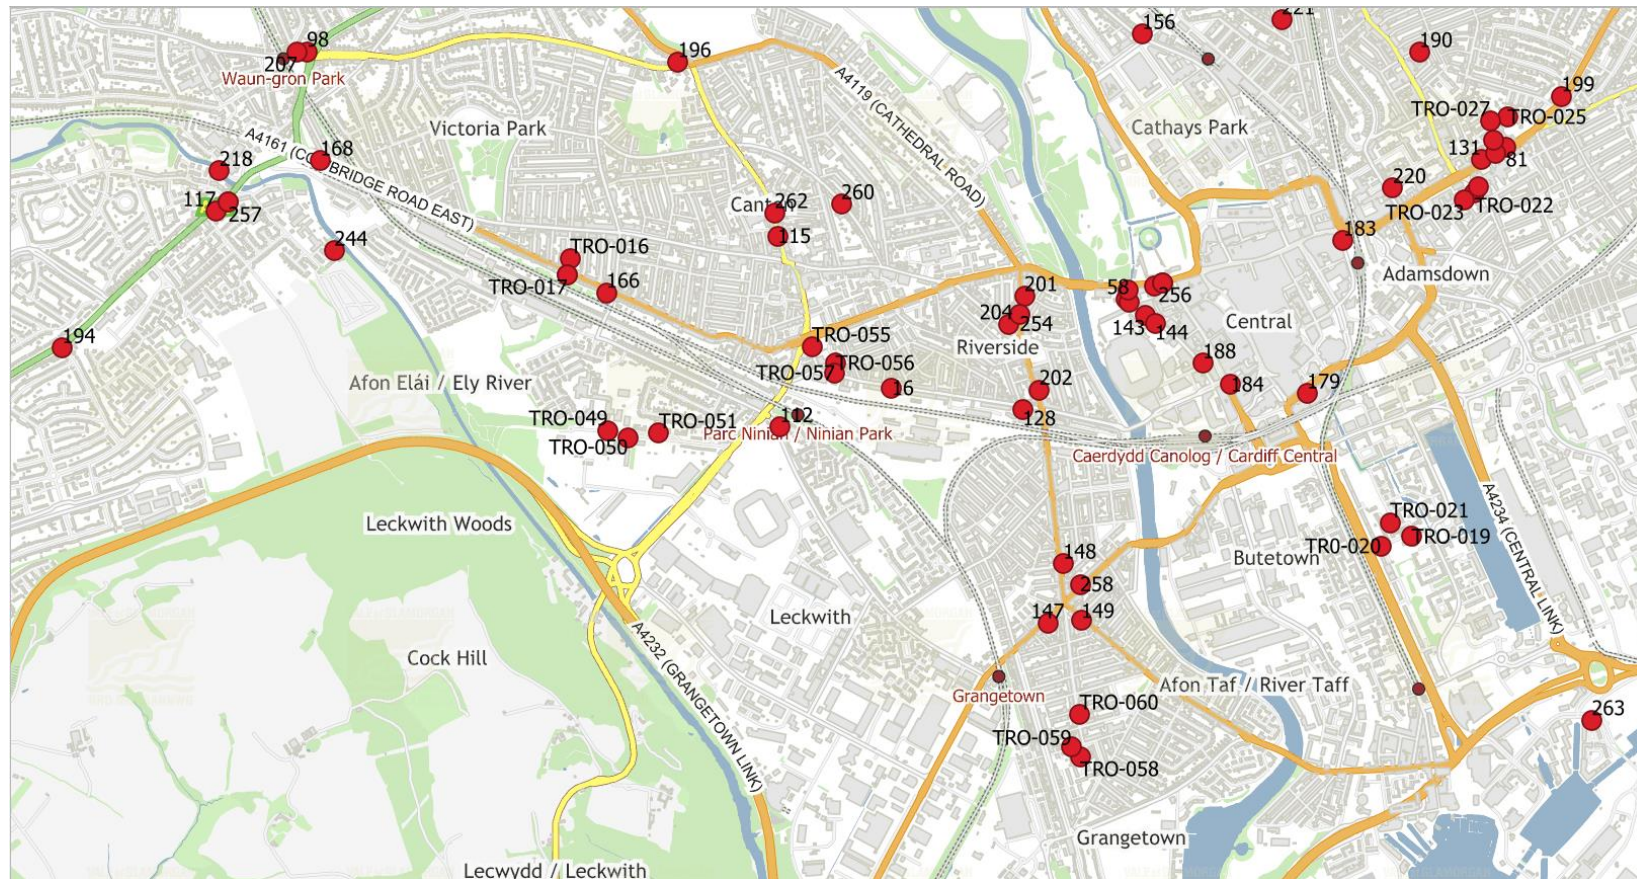 221
156
98
196
190
207
Waun-gron Park
A4119 (CATHEDRAL ROAD)
199
TRO-027
TRO-025
Victoria Park
Cathays Park
A4161 (COWBRIDGE ROAD EAST)
168
218
131
81
220
117
257
262
260
Canton
TRO-023
TRO-022
115
183
244
TRO-016
Adamsdown
TRO-017
166
58
256
201
204
254
143
144
Central
194
TRO-055
Riverside
TRO-056
TRO-057
188
Afon Elái / Ely River
16
202
184
179
TRO-049
TRO-051
112
128
TRO-050
Parc Ninian / Ninian Park
Caerdydd Canolog / Cardiff Central
Leckwith Woods
TRO-021
A4234 (CENTRAL LINK)
TR0-020
TRO-019
148
Butetown
258
147
149
Leckwith
Cock Hill
A4232 (GRANGETOWN LINK)
Grangetown
Afon Taf / River Taff
TRO-060
263
TRO-059
TRO-058
Grangetown
Lecwydd / Leckwith